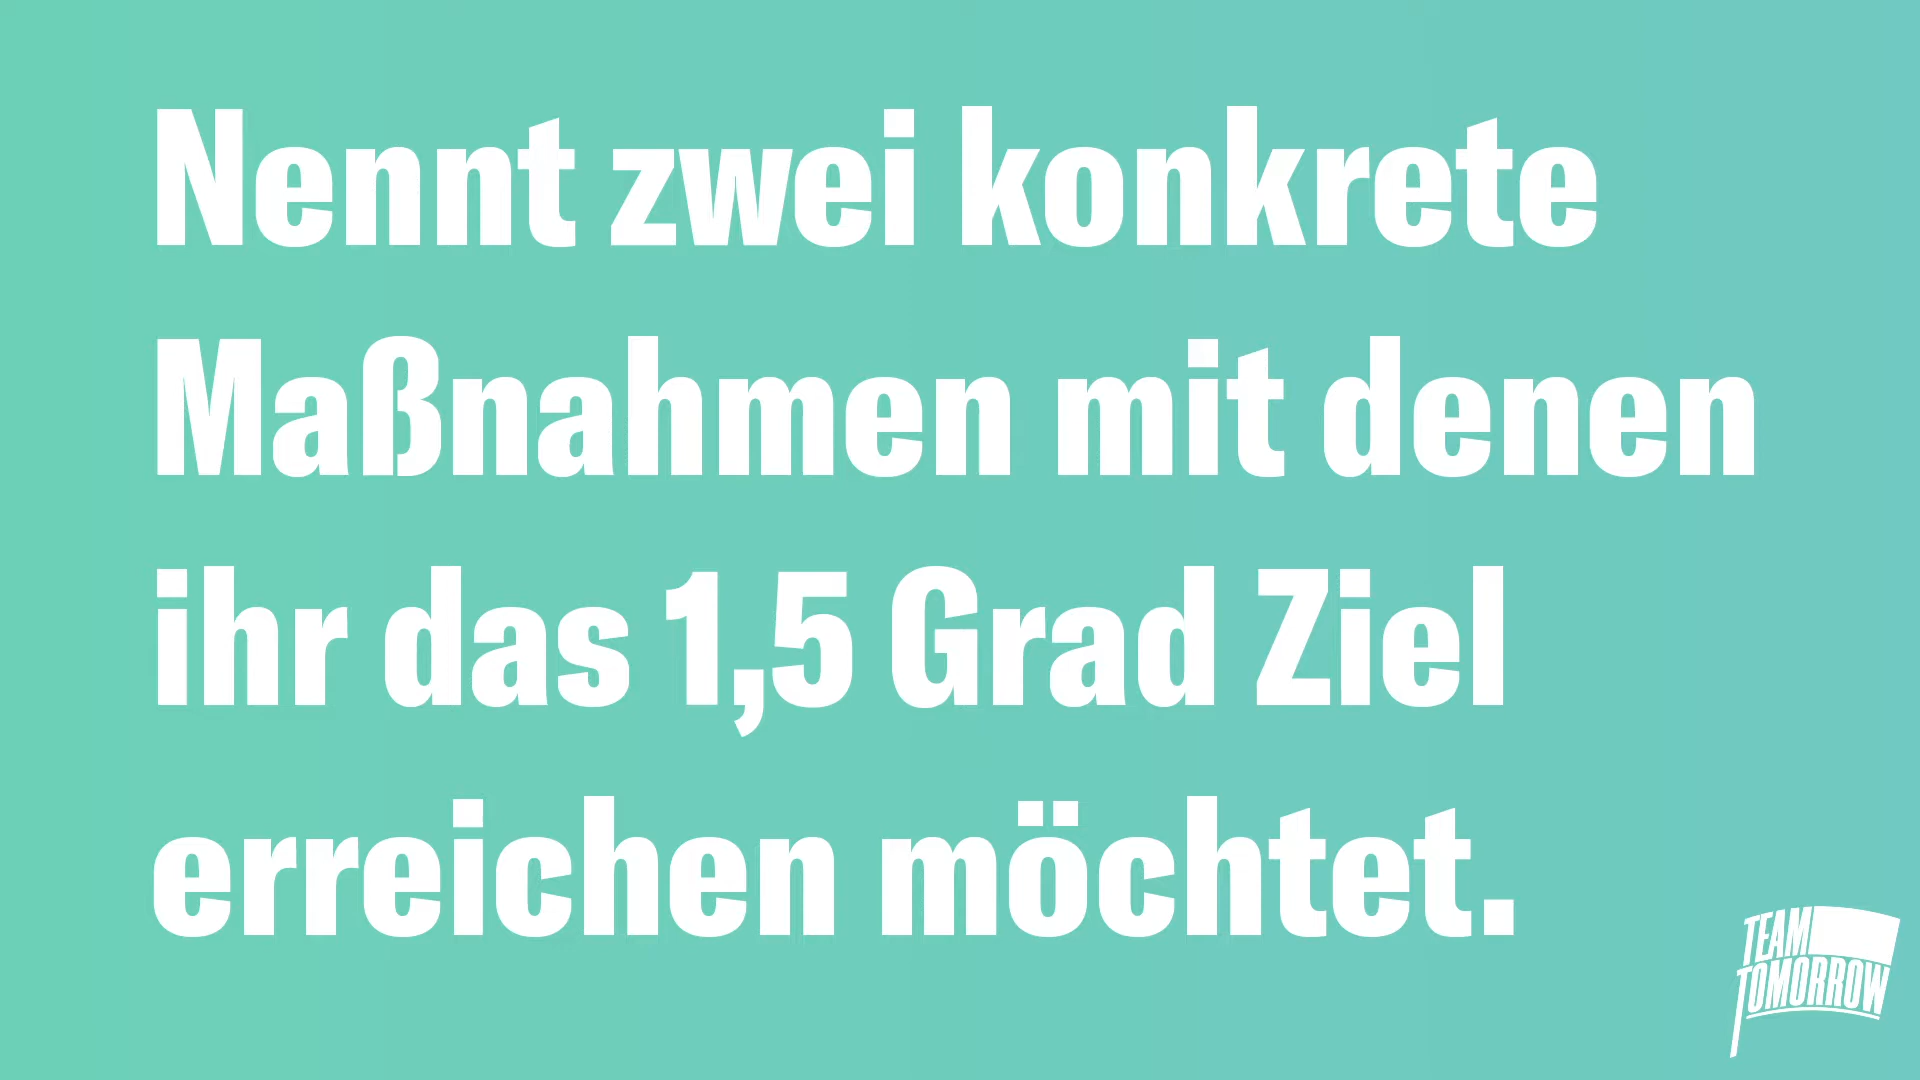 Nennt zwei konkrete
Maßnahmen mit denen
ihr das 1,5 Grad Ziel
erreichen möchtet.
TEAM
TOMORROW